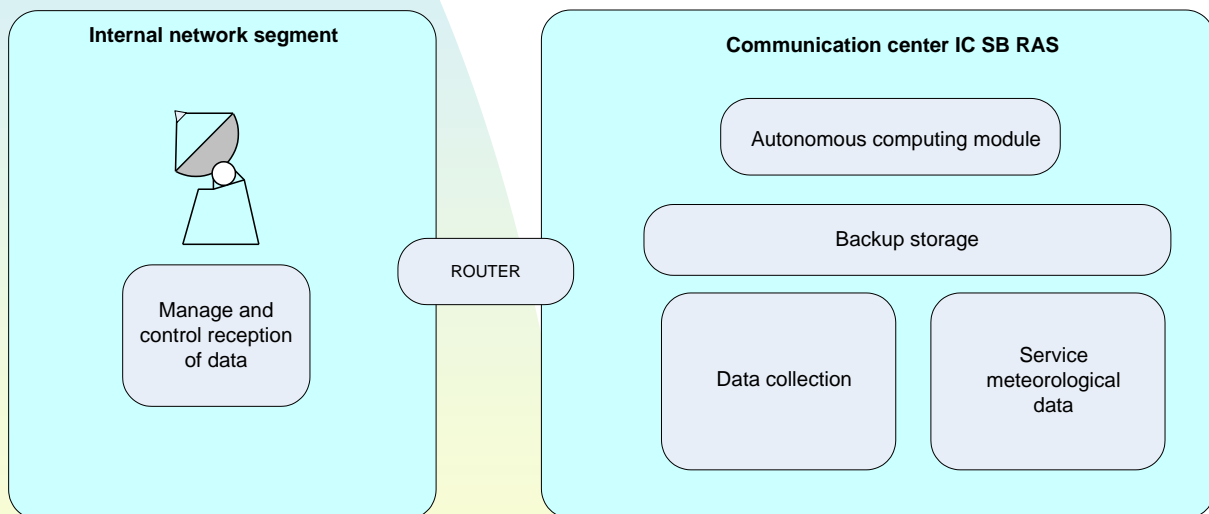 Internal network segment
Communication center IC SB RAS
Autonomous computing module
Backup storage
ROUTER
Manage and
control reception
of data
Data collection
Service
meteorological
data